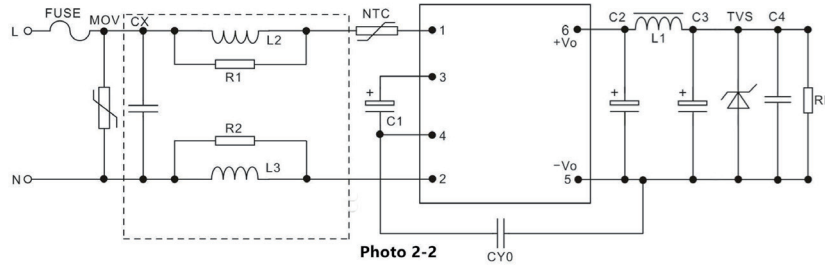 FUSE
MOV
CX
NTC
C2
C3
TVS
C4
L
L2
1
6
+Vo
L1
R1
3
+
+
+
C1
R2
4
L3
−Vo
N
2
5
Photo 2-2
CY0